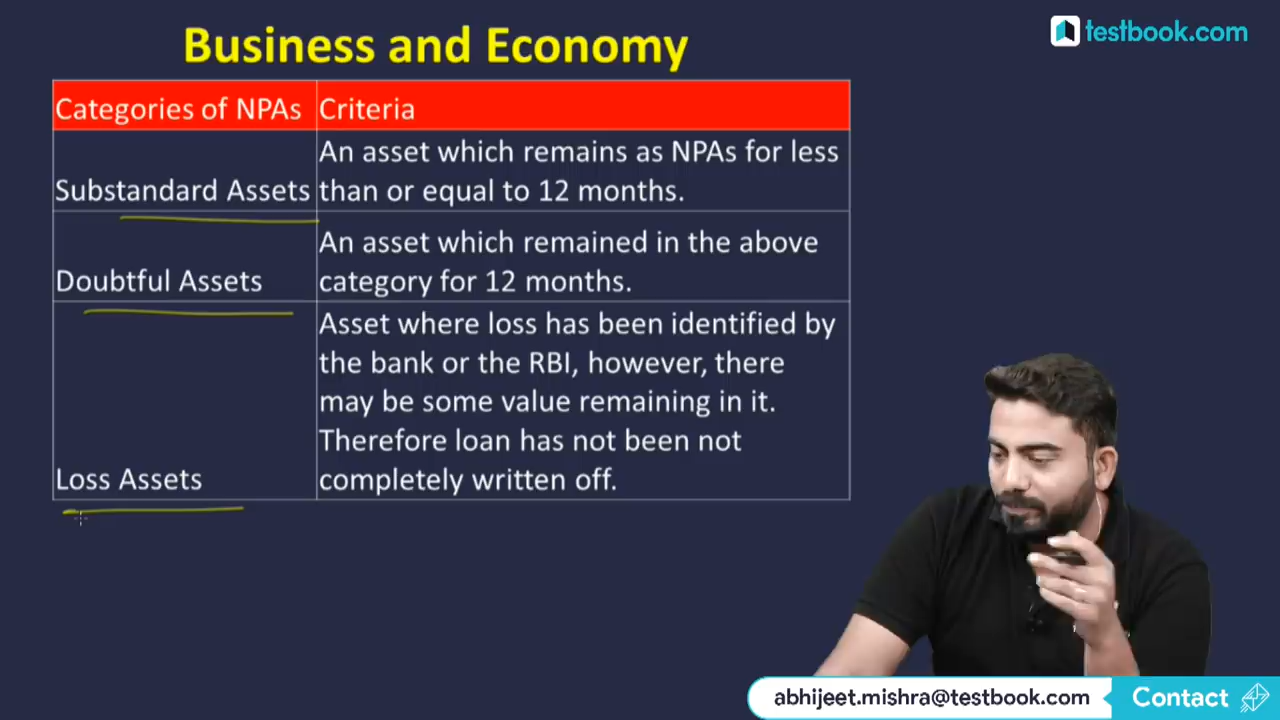 Business and Economy
testbook.com
Categories of NPAs
Criteria
Substandard Assets
An asset which remains as NPAs for less
than or equal to 12 months.
Doubtful Assets
An asset which remained in the above
category for 12 months.
Loss Assets
Asset where loss has been identified by
the bank or the RBI, however, there
may be some value remaining in it.
Therefore loan has not been not
completely written off.
abhijeet.mishra@testbook.com
Contact